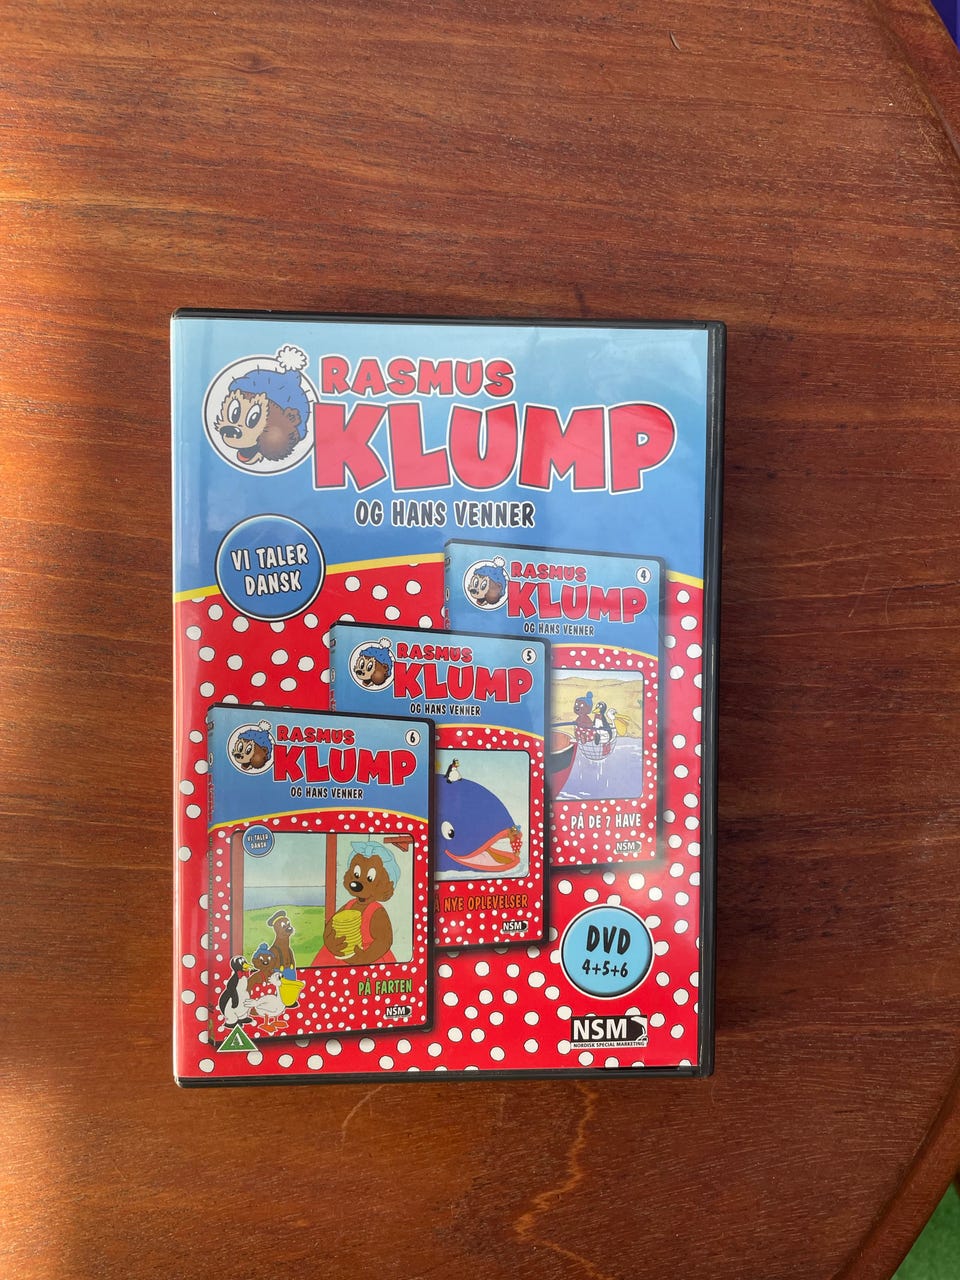 RASMUS
KLUMP
OG HANS VENNER
VI TALER
DANSK
RASMUS
4
KLUMP
OG HANS VENNER
PÅ DE 7 HAVE
NSM
RASMUS
5
KLUMP
OG HANS VENNER
NYE OPLEVELSER
NSM
RASMUS
6
KLUMP
OG HANS VENNER
VI TALER
DANSK
PÅ FARTEN
NSM
A
DVD
4+5+6
NSM
NORDISK SPECIAL MARKETING